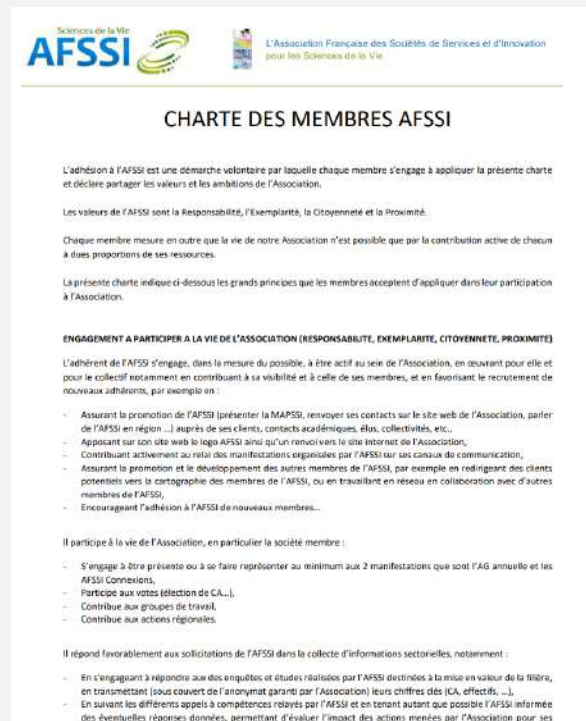 Sciences de la Vie
AFSSI
L'Association Française des Sociétés de Services et d'Innovation
pour les Sciences de la Vie
CHARTE DES MEMBRES AFSSI
L'adhésion à l'AFSSI est une démarche volontaire par laquelle chaque membre s'engage à appliquer la présente charte
et déclare partager les valeurs et les ambitions de l'Association.
Les valeurs de l'AFSSI sont la Responsabilité, l'Exemplarité, la Citoyenneté et la Proximité.
Chaque membre mesure en outre que la vie de notre Association n'est possible que par la contribution active de chacun
à dues proportions de ses ressources.
La présente charte indique ci-dessous les grands principes que les membres acceptent d'appliquer dans leur participation
à l'Association.
ENGAGEMENT A PARTICIPER A LA VIE DE L'ASSOCIATION (RESPONSABILITE, EXEMPLARITE, CITOYENNETE, PROXIMITE)
L'adhérent de l'AFSSI s'engage, dans la mesure du possible, à être actif au sein de l'Association, en œuvrant pour elle et
pour le collectif notamment en contribuant à sa visibilité et à celle de ses membres, et en favorisant le recrutement de
nouveaux adhérents, par exemple en :
- Assurant la promotion de l'AFSSI (présenter la MAPSSI, renvoyer ses contacts sur le site web de l'Association, parler
de l'AFSSI en région ...) auprès de ses clients, contacts académiques, élus, collectivités, etc.,
- Apposant sur son site web le logo AFSSI ainsi qu'un renvoi vers le site internet de l'Association,
- Contribuant activement au relai des manifestations organisées par l'AFSSI sur ses canaux de communication,
- Assurant la promotion et le développement des autres membres de l'AFSSI, par exemple en redirigeant des clients
potentiels vers la cartographie des membres de l'AFSSI, ou en travaillant en réseau en collaboration avec d'autres
membres de l'AFSSI,
- Encourageant l'adhésion à l'AFSSI de nouveaux membres...
Il participe à la vie de l'Association, en particulier la société membre :
- S'engage à être présente ou à se faire représenter au minimum aux 2 manifestations que sont l'AG annuelle et les
AFSSI Connexions,
- Participe aux votes (élection de CA...),
- Contribue aux groupes de travail,
- Contribue aux actions régionales.
Il répond favorablement aux sollicitations de l'AFSSI dans la collecte d'informations sectorielles, notamment :
- En s'engageant à répondre aux enquêtes et études réalisées par l'AFSSI destinées à la mise en valeur de la filière,
en transmettant (sous couvert de l'anonymat garanti par l'Association) leurs chiffres clés (CA, effectifs, ...),
- En suivant les différents appels à compétences relayés par l'AFSSI et en tenant autant que possible l'AFSSI informée
des éventuelles réponses données, permettant d'évaluer l'impact des actions menées par l'Association pour ses